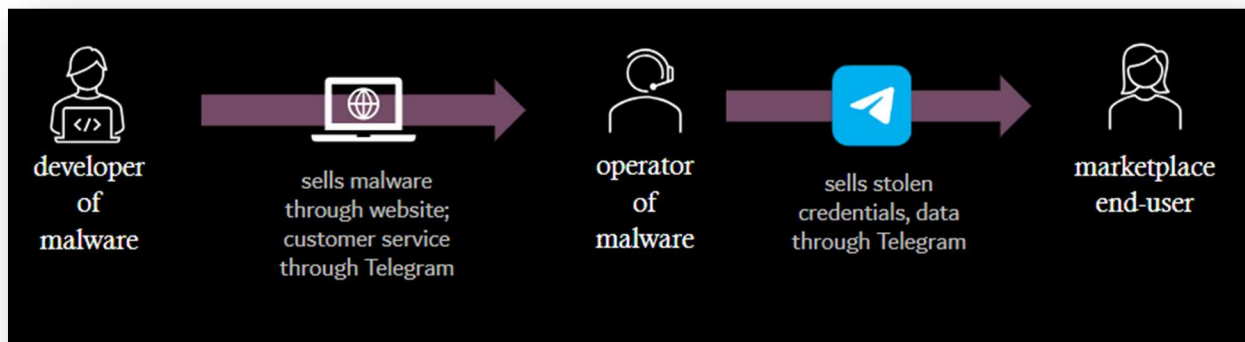 </>
developer
of
malware
sells malware
through website;
customer service
through Telegram
operator
of
malware
sells stolen
credentials, data
through Telegram
marketplace
end-user